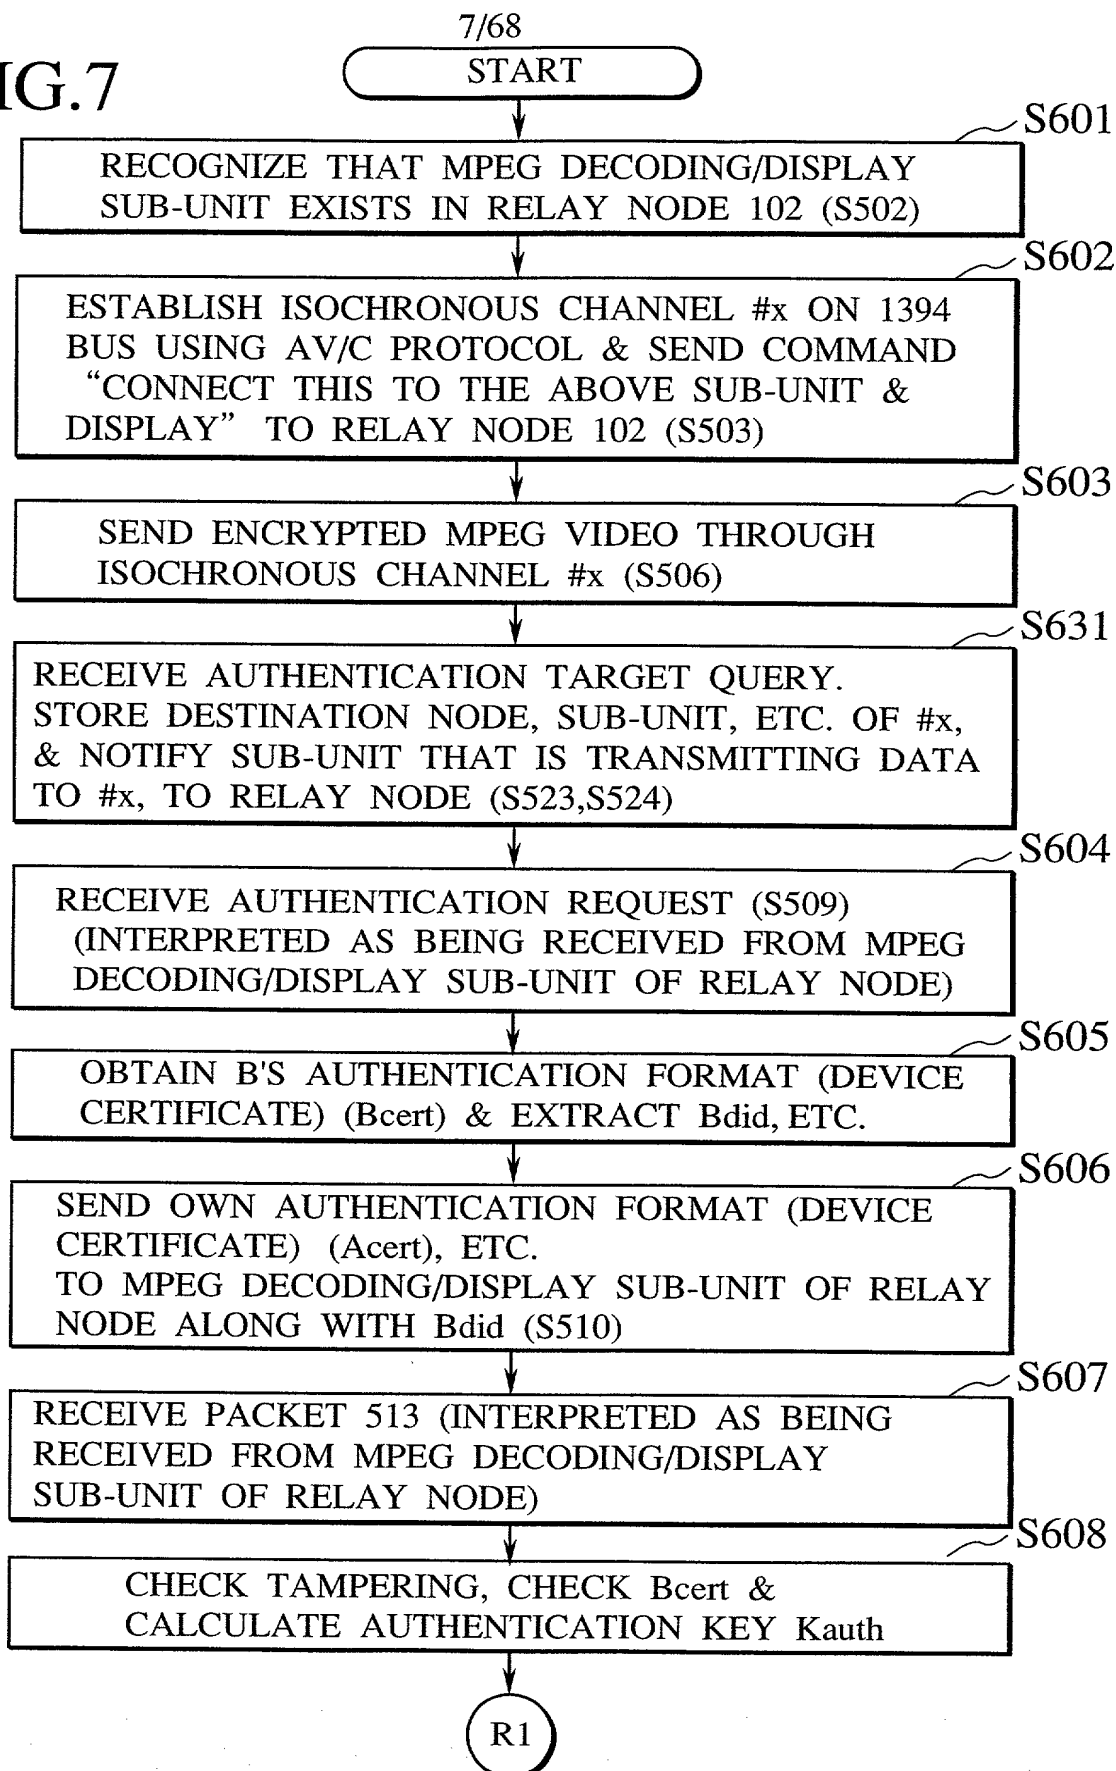 7/68
IG.7
START
S601
RECOGNIZE THAT MPEG DECODING/DISPLAY
SUB-UNIT EXISTS IN RELAY NODE 102 (S502)
S602
ESTABLISH ISOCHRONOUS CHANNEL #x ON 1394
BUS USING AV/C PROTOCOL & SEND COMMAND
“CONNECT THIS TO THE ABOVE SUB-UNIT &
DISPLAY” TO RELAY NODE 102 (S503)
S603
SEND ENCRYPTED MPEG VIDEO THROUGH
ISOCHRONOUS CHANNEL #x (S506)
S631
RECEIVE AUTHENTICATION TARGET QUERY.
STORE DESTINATION NODE, SUB-UNIT, ETC. OF #x,
& NOTIFY SUB-UNIT THAT IS TRANSMITTING DATA
TO #x, TO RELAY NODE (S523,S524)
S604
RECEIVE AUTHENTICATION REQUEST (S509)
(INTERPRETED AS BEING RECEIVED FROM MPEG
DECODING/DISPLAY SUB-UNIT OF RELAY NODE)
S605
OBTAIN B'S AUTHENTICATION FORMAT (DEVICE
CERTIFICATE) (Bcert) & EXTRACT Bdid, ETC.
S606
SEND OWN AUTHENTICATION FORMAT (DEVICE
CERTIFICATE) (Acert), ETC.
TO MPEG DECODING/DISPLAY SUB-UNIT OF RELAY
NODE ALONG WITH Bdid (S510)
S607
RECEIVE PACKET 513 (INTERPRETED AS BEING
RECEIVED FROM MPEG DECODING/DISPLAY
SUB-UNIT OF RELAY NODE)
S608
CHECK TAMPERING, CHECK Bcert &
CALCULATE AUTHENTICATION KEY Kauth
R1